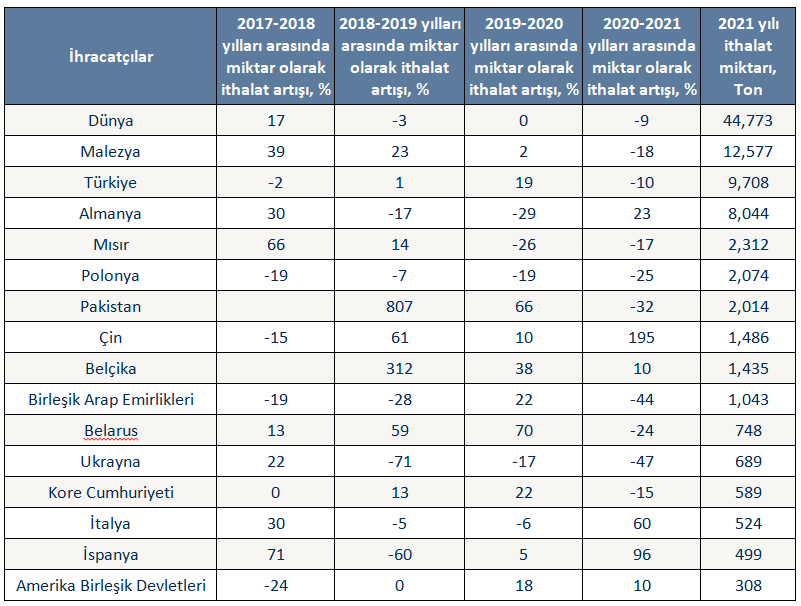 İhracatçılar
2017-2018
yılları arasında
miktar olarak
ithalat artışı, %
2018-2019 yılları
arasında miktar
olarak ithalat
artışı, %
2019-2020
yılları arasında
miktar olarak
ithalat artışı, %
2020-2021
yılları arasında
miktar olarak
ithalat artışı, %
2021 yılı
ithalat
miktarı,
Ton
Dünya 17 -3 0 -9 44,773
Malezya 39 23 2 -18 12,577
Türkiye -2 1 19 -10 9,708
Almanya 30 -17 -29 23 8,044
Mısır 66 14 -26 -17 2,312
Polonya -19 -7 -19 -25 2,074
Pakistan 807 66 -32 2,014
Çin -15 61 10 195 1,486
Belçika 312 38 10 1,435
Birleşik Arap Emirlikleri -19 -28 22 -44 1,043
Belarus 13 59 70 -24 748
Ukrayna 22 -71 -17 -47 689
Kore Cumhuriyeti 0 13 22 -15 589
İtalya 30 -5 -6 60 524
İspanya 71 -60 5 96 499
Amerika Birleşik Devletleri -24 0 18 10 308